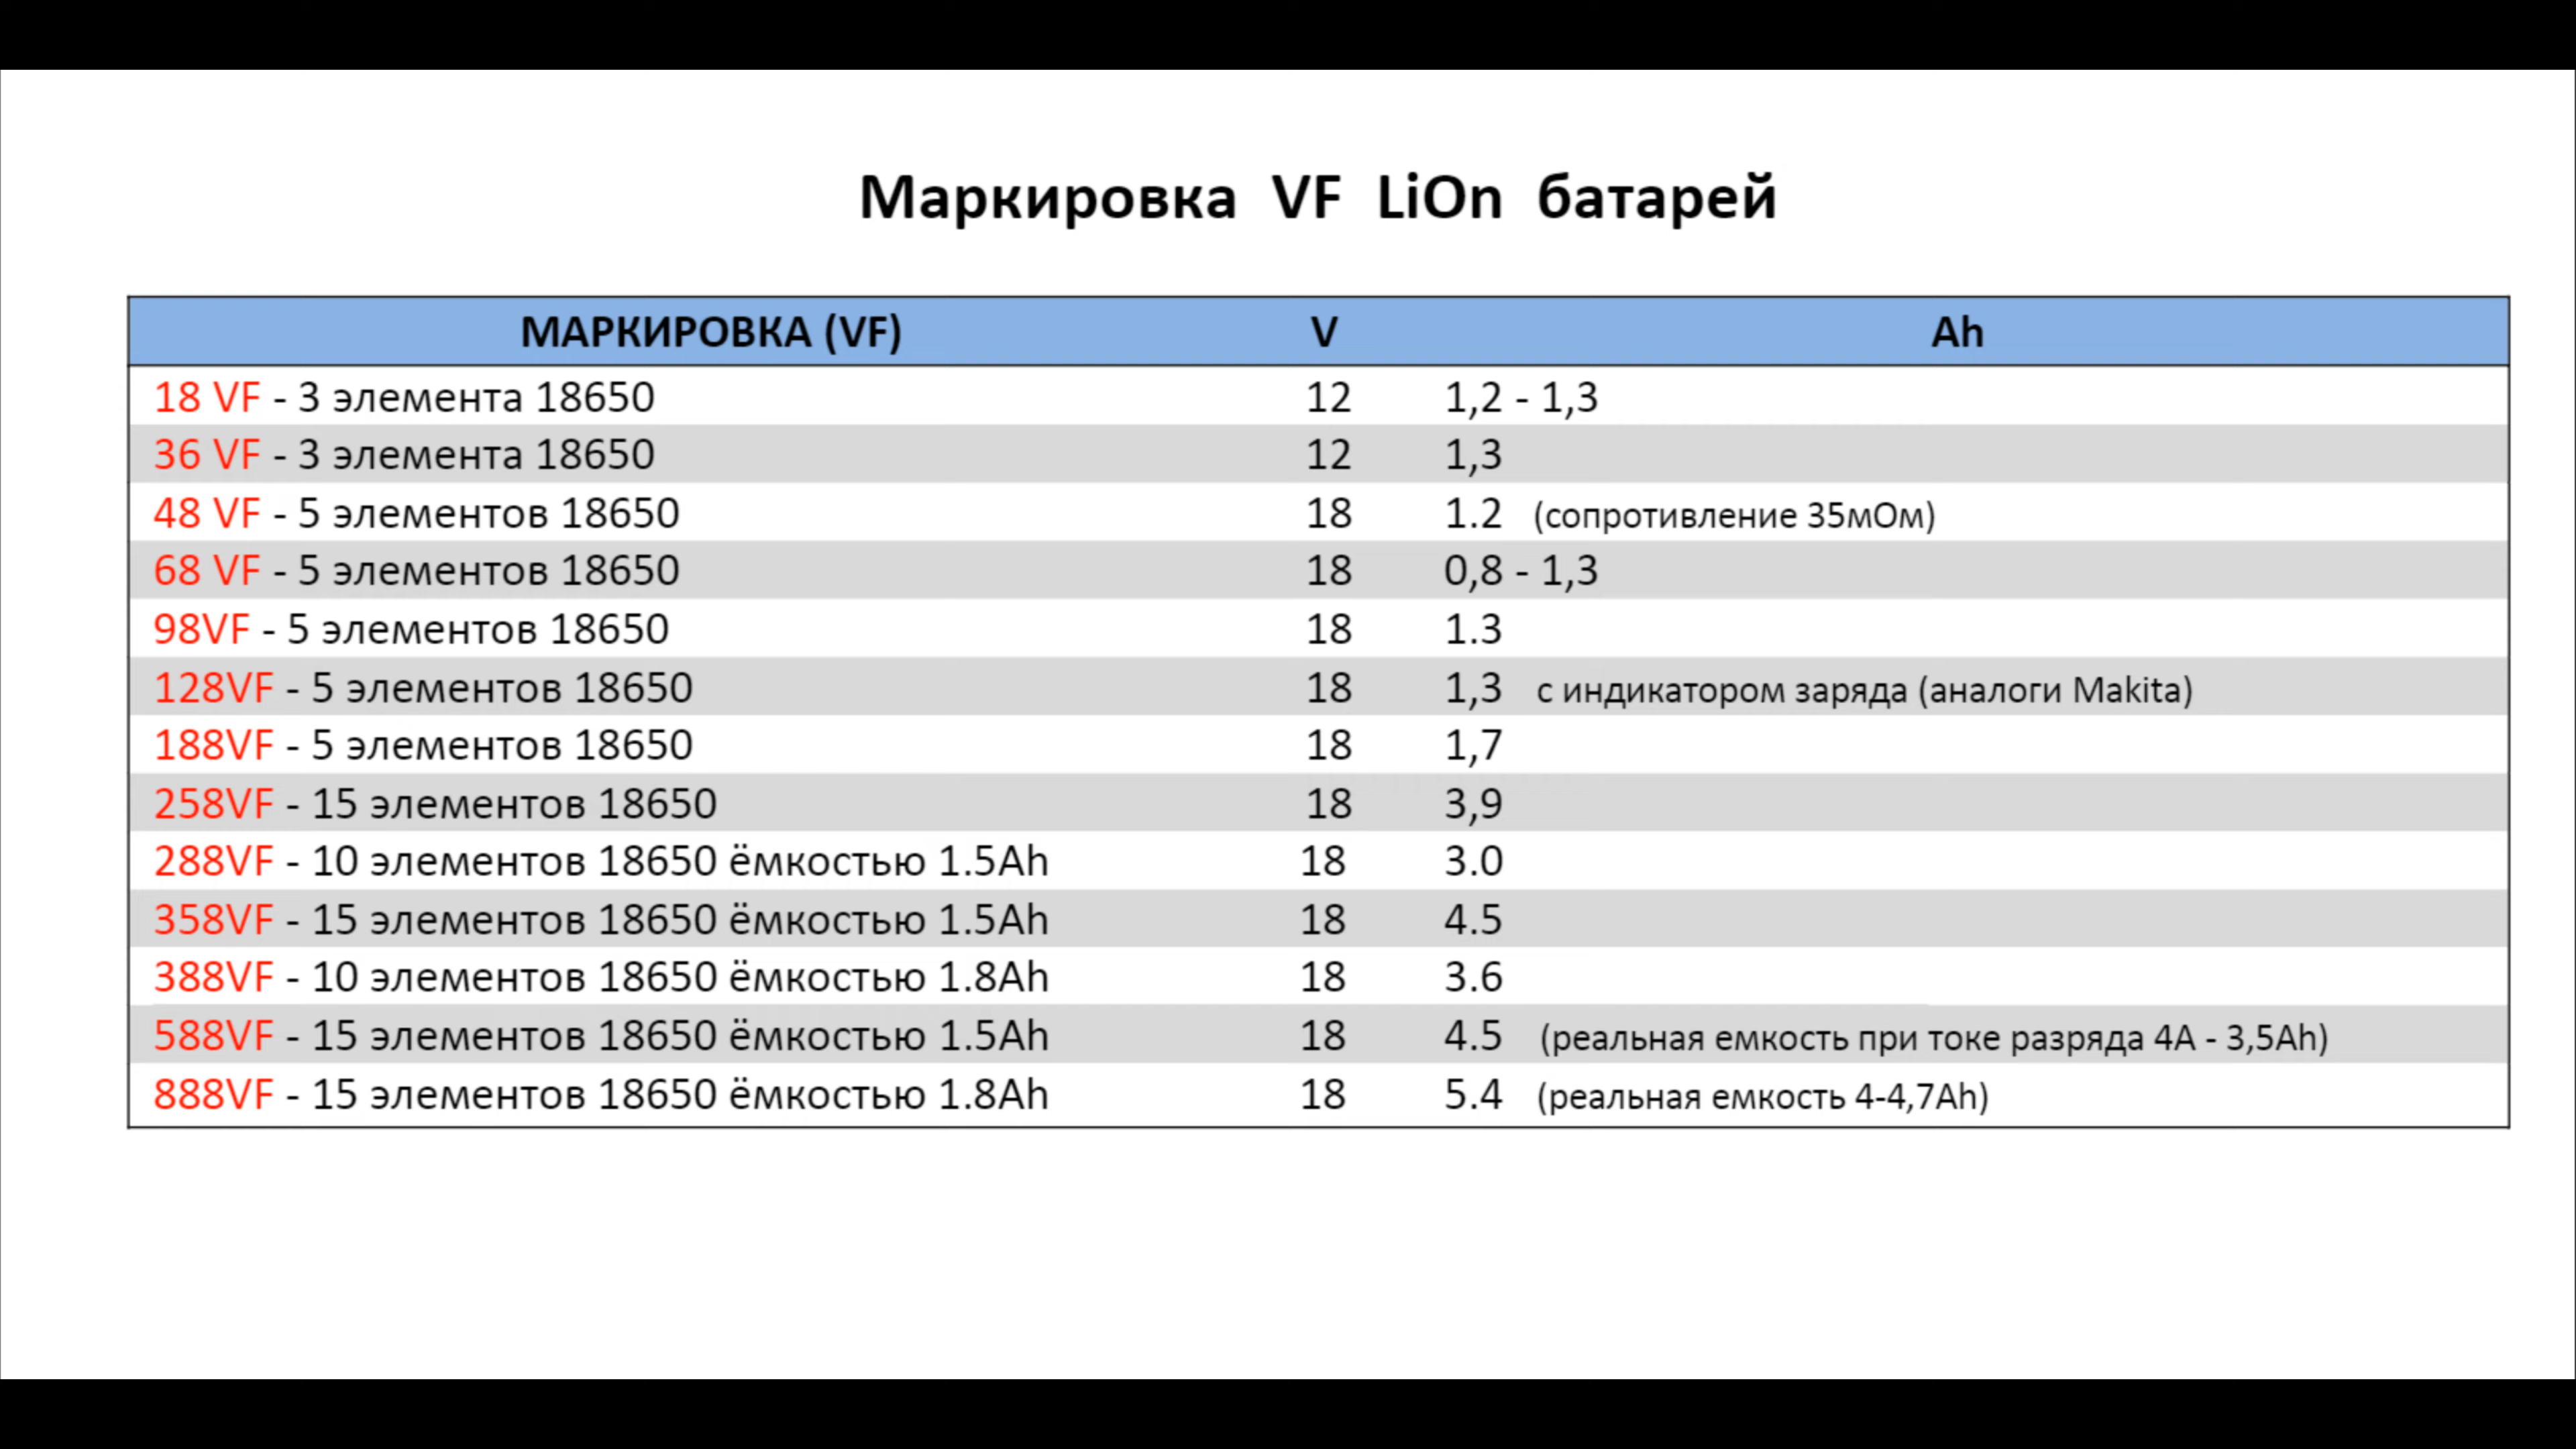 Маркировка VF LiOn батарей
МАРКИРОВКА (VF) V Ah
18 VF - 3 элемента 18650 12 1,2 - 1,3
36 VF - 3 элемента 18650 12 1,3
48 VF - 5 элементов 18650 18 1.2 (сопротивление 35мОм)
68 VF - 5 элементов 18650 18 0,8 - 1,3
98VF - 5 элементов 18650 18 1.3
128VF - 5 элементов 18650 18 1,3 с индикатором заряда (аналоги Makita)
188VF - 5 элементов 18650 18 1,7
258VF - 15 элементов 18650 18 3,9
288VF - 10 элементов 18650 ёмкостью 1.5Ah 18 3.0
358VF - 15 элементов 18650 ёмкостью 1.5Ah 18 4.5
388VF - 10 элементов 18650 ёмкостью 1.8Ah 18 3.6
588VF - 15 элементов 18650 ёмкостью 1.5Ah 18 4.5 (реальная емкость при токе разряда 4А - 3,5Ah)
888VF - 15 элементов 18650 ёмкостью 1.8Ah 18 5.4 (реальная емкость 4-4,7Ah)